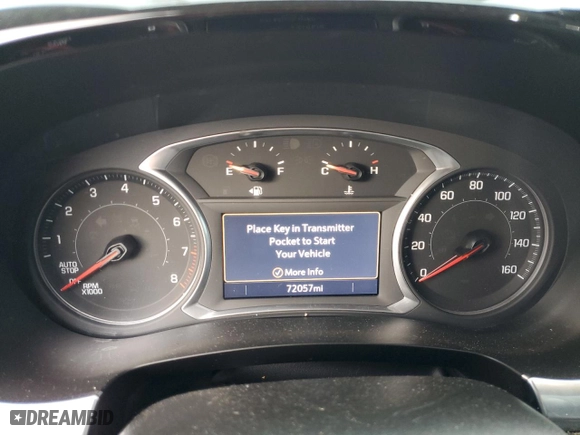 E F
C H
1 2 3 4 5 6 7 8
AUTO
STOP
OFF
RPM
X1000
Place Key in Transmitter
Pocket to Start
Your Vehicle
More Info
72057mi
0 20 40 60 80 100 120 140 160
DREAMBID